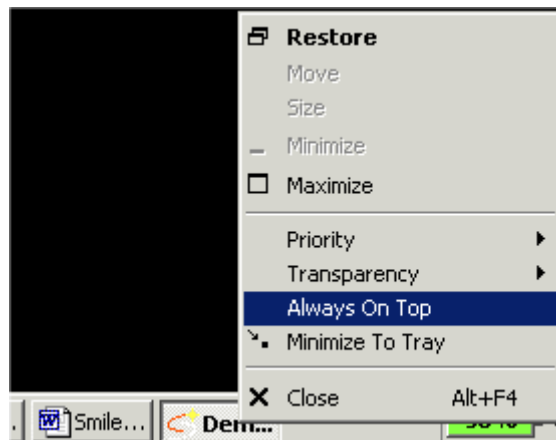 Restore
Move
Size
Minimize
Maximize
Priority
Transparency
Always On Top
Minimize To Tray
Close Alt+F4
Smile... Dem...